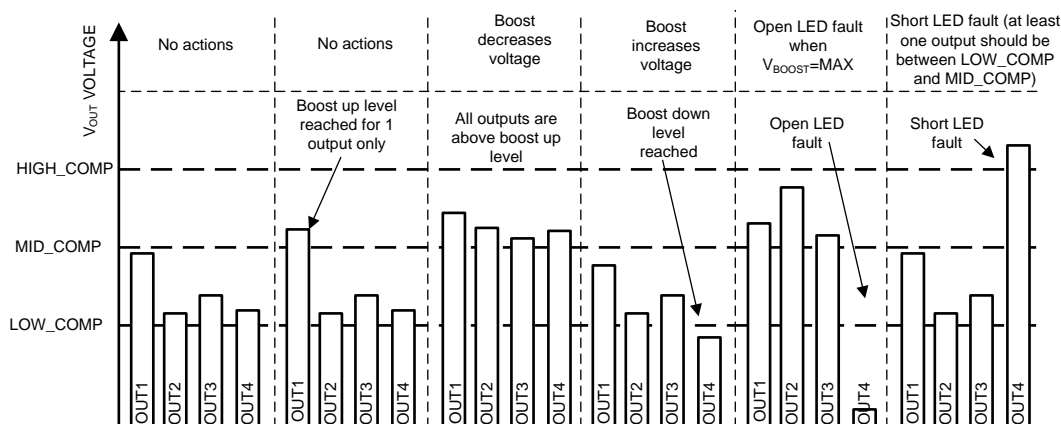 V_OUT VOLTAGE
No actions
No actions
Boost
decreases
voltage
Boost
increases
voltage
Open LED fault
when
V_BOOST=MAX
Short LED fault (at least
one output should be
between LOW_COMP
and MID_COMP)
Boost up level
reached for 1
output only
All outputs are
above boost up
level
Boost down
level
reached
Open LED
fault
Short LED
fault
HIGH_COMP
MID_COMP
LOW_COMP
OUT1
OUT2
OUT3
OUT4
OUT1
OUT2
OUT3
OUT4
OUT1
OUT2
OUT3
OUT4
OUT1
OUT2
OUT3
OUT4
OUT1
OUT2
OUT3
OUT4
OUT1
OUT2
OUT3
OUT4